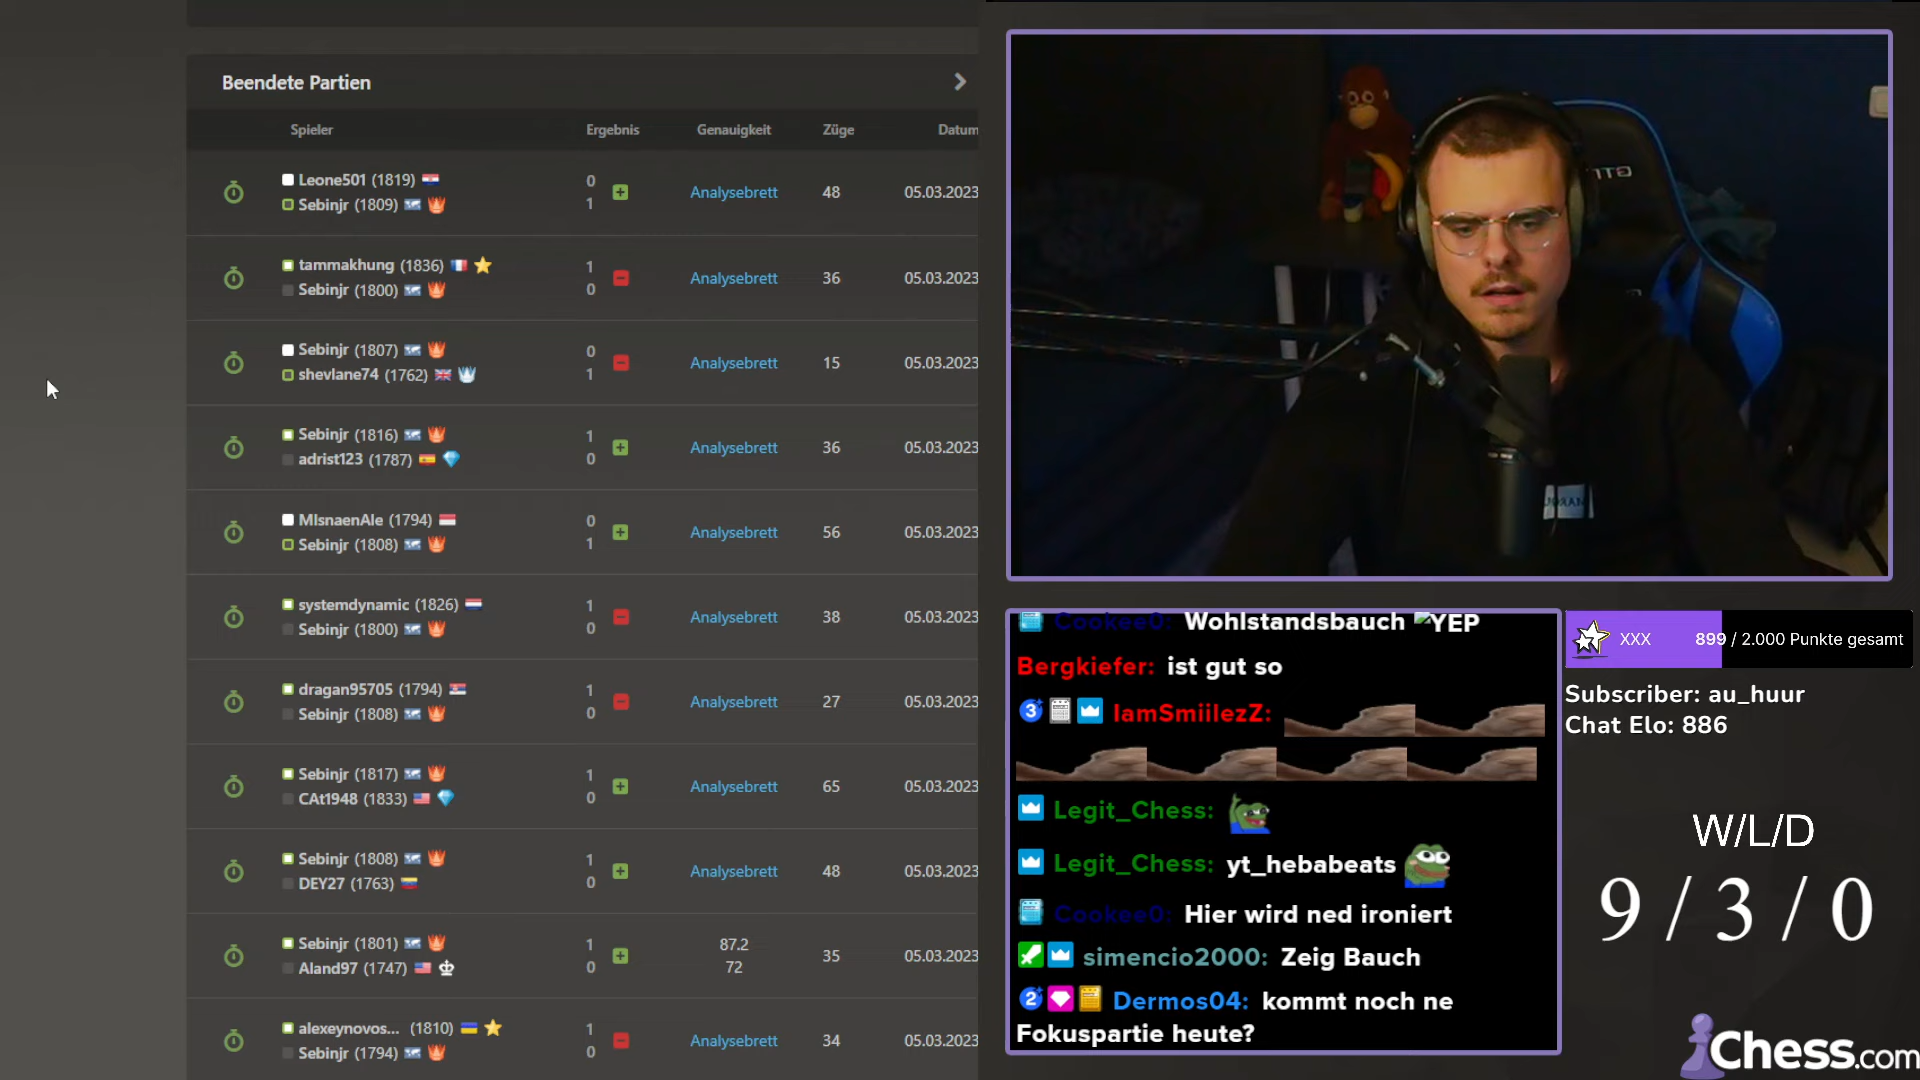 Beendete Partien
Spieler Ergebnis Genauigkeit Züge Datum
Leone501 (1819) 0
Sebinjr (1809) 1
Analysebrett 48 05.03.2023
tammakhung (1836) 1
Sebinjr (1800) 0
Analysebrett 36 05.03.2023
Sebinjr (1807) 0
shevlane74 (1762) 1
Analysebrett 15 05.03.2023
Sebinjr (1816) 1
adrist123 (1787) 0
Analysebrett 36 05.03.2023
MIsnaenAle (1794) 0
Sebinjr (1808) 1
Analysebrett 56 05.03.2023
systemdynamic (1826) 1
Sebinjr (1800) 0
Analysebrett 38 05.03.2023
dragan95705 (1794) 1
Sebinjr (1808) 0
Analysebrett 27 05.03.2023
Sebinjr (1817) 1
CAt1948 (1833) 0
Analysebrett 65 05.03.2023
Sebinjr (1808) 1
DEY27 (1763) 0
Analysebrett 48 05.03.2023
Sebinjr (1801) 1 87.2
Aland97 (1747) 0 72
35 05.03.2023
alexeynovos... (1810) 1
Sebinjr (1794) 0
Analysebrett 34 05.03.2023
Cookee0: Wohlstandsbauch YEP
Bergkiefer: ist gut so
3 IamSmiilezZ:
Legit_Chess:
Legit_Chess: yt_hebabeats
Cookee0: Hier wird ned ironiert
simencio2000: Zeig Bauch
2 Dermos04: kommt noch ne
Fokuspartie heute?
XXX 899 / 2.000 Punkte gesamt
Subscriber: au_huur
Chat Elo: 886
W/L/D
9 / 3 / 0
Chess.com